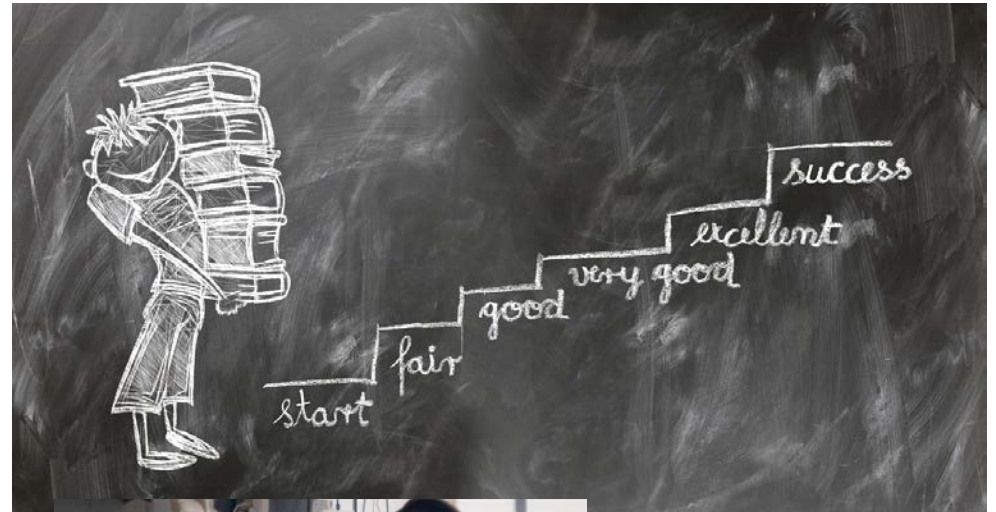 success
excellent
very good
good
fair
start